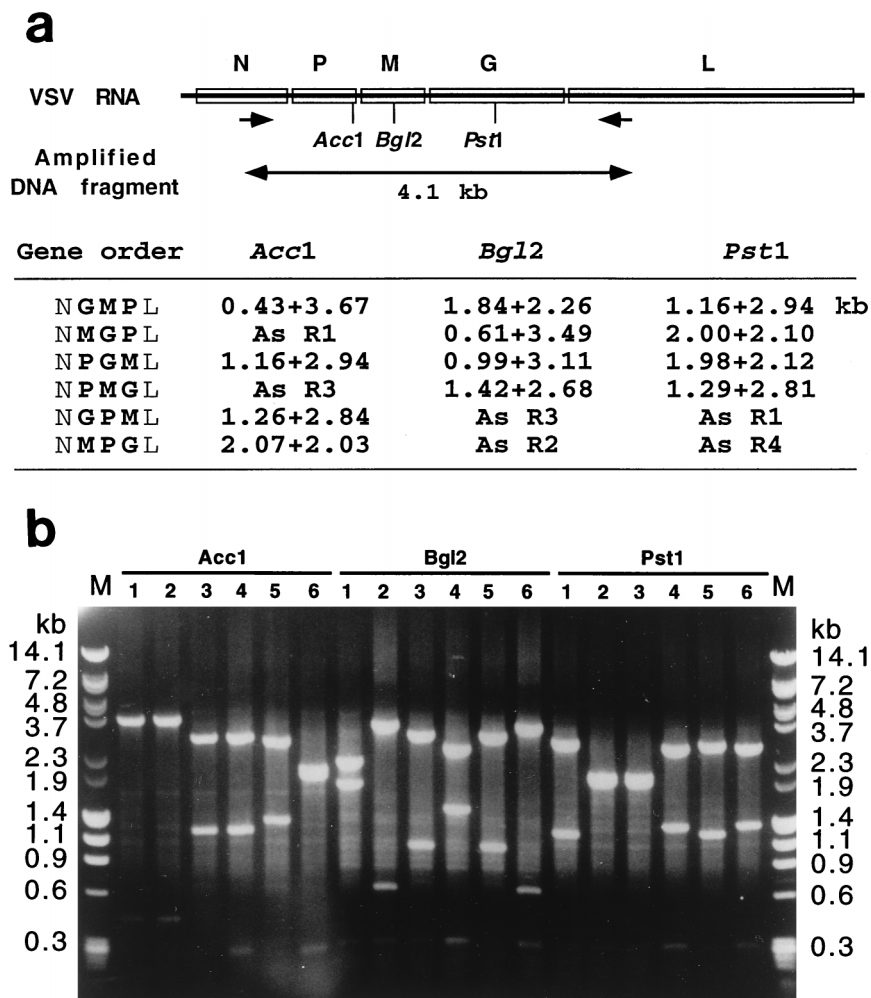 a
N P M G L
VSV RNA
Acc1 Bgl2 Pst1
Amplified
DNA fragment
4.1 kb
Gene order Acc1 Bgl2 Pst1
NGMPL 0.43+3.67 1.84+2.26 1.16+2.94 kb
NMGPL As R1 0.61+3.49 2.00+2.10
NPGML 1.16+2.94 0.99+3.11 1.98+2.12
NPMGL As R3 1.42+2.68 1.29+2.81
NGPML 1.26+2.84 As R3 As R1
NMPGL 2.07+2.03 As R2 As R4
b
Acc1 Bgl2 Pst1
M 1 2 3 4 5 6 1 2 3 4 5 6 1 2 3 4 5 6 M
kb kb
14.1 14.1
7.2 7.2
4.8 4.8
3.7 3.7
2.3 2.3
1.9 1.9
1.4 1.4
1.1 1.1
0.9 0.9
0.6 0.6
0.3 0.3